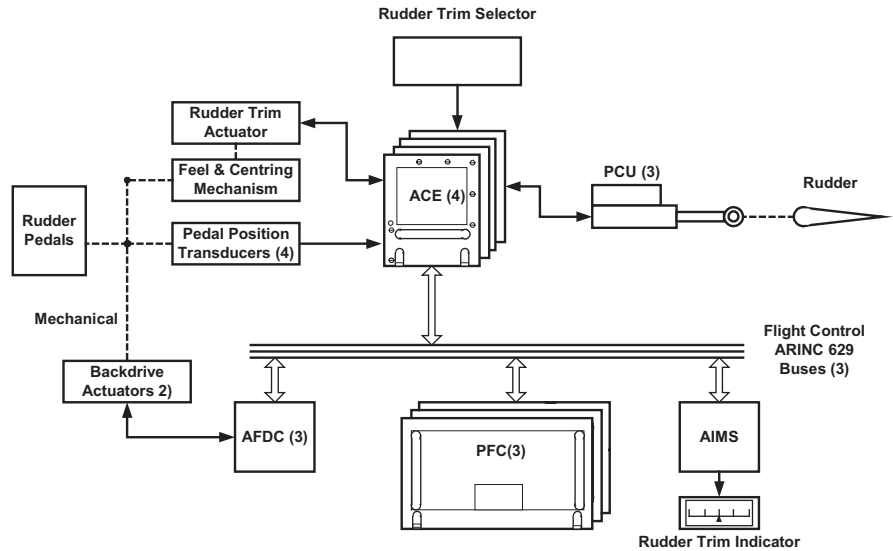 Rudder Trim Selector
Rudder Trim
Actuator
Feel & Centring
Mechanism
ACE (4)
PCU (3)
Rudder
Rudder
Pedals
Pedal Position
Transducers (4)
Mechanical
Flight Control
ARINC 629
Buses (3)
Backdrive
Actuators 2)
AFDC (3)
PFC(3)
AIMS
Rudder Trim Indicator